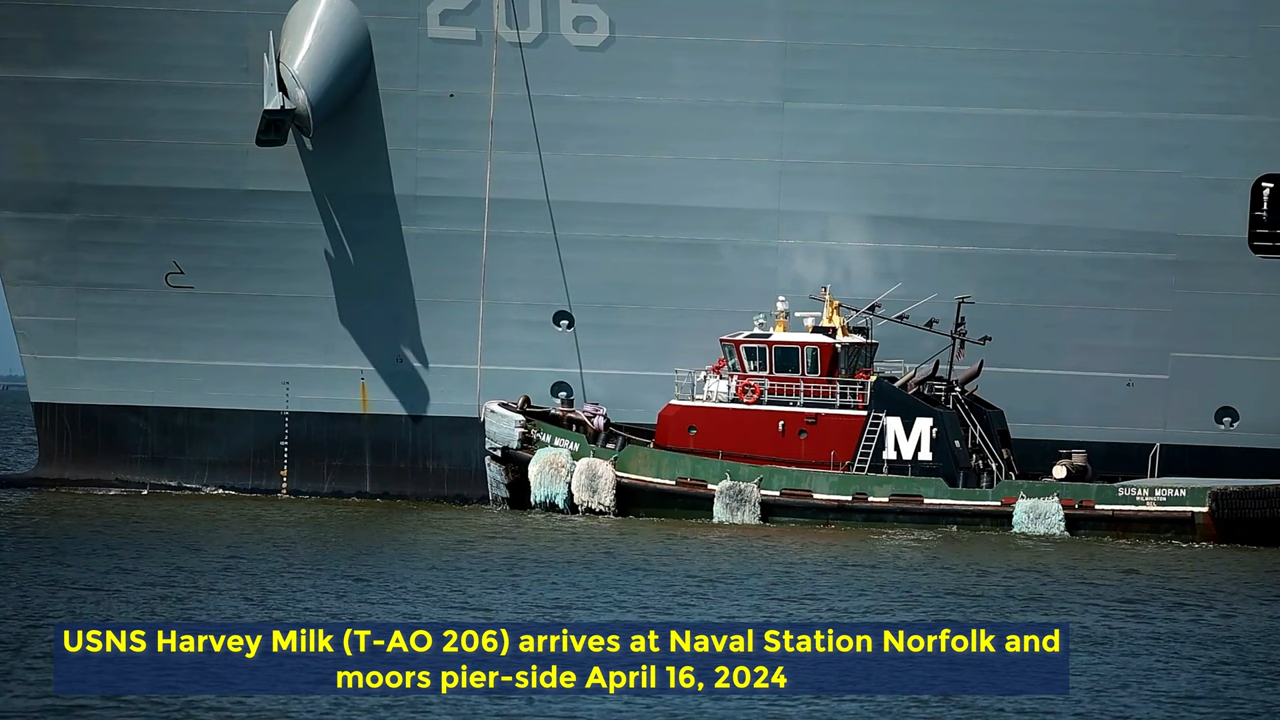 206
SUSAN MORAN
M
SUSAN MORAN
WILMINGTON
DEL
USNS Harvey Milk (T-AO 206) arrives at Naval Station Norfolk and
moors pier-side April 16, 2024